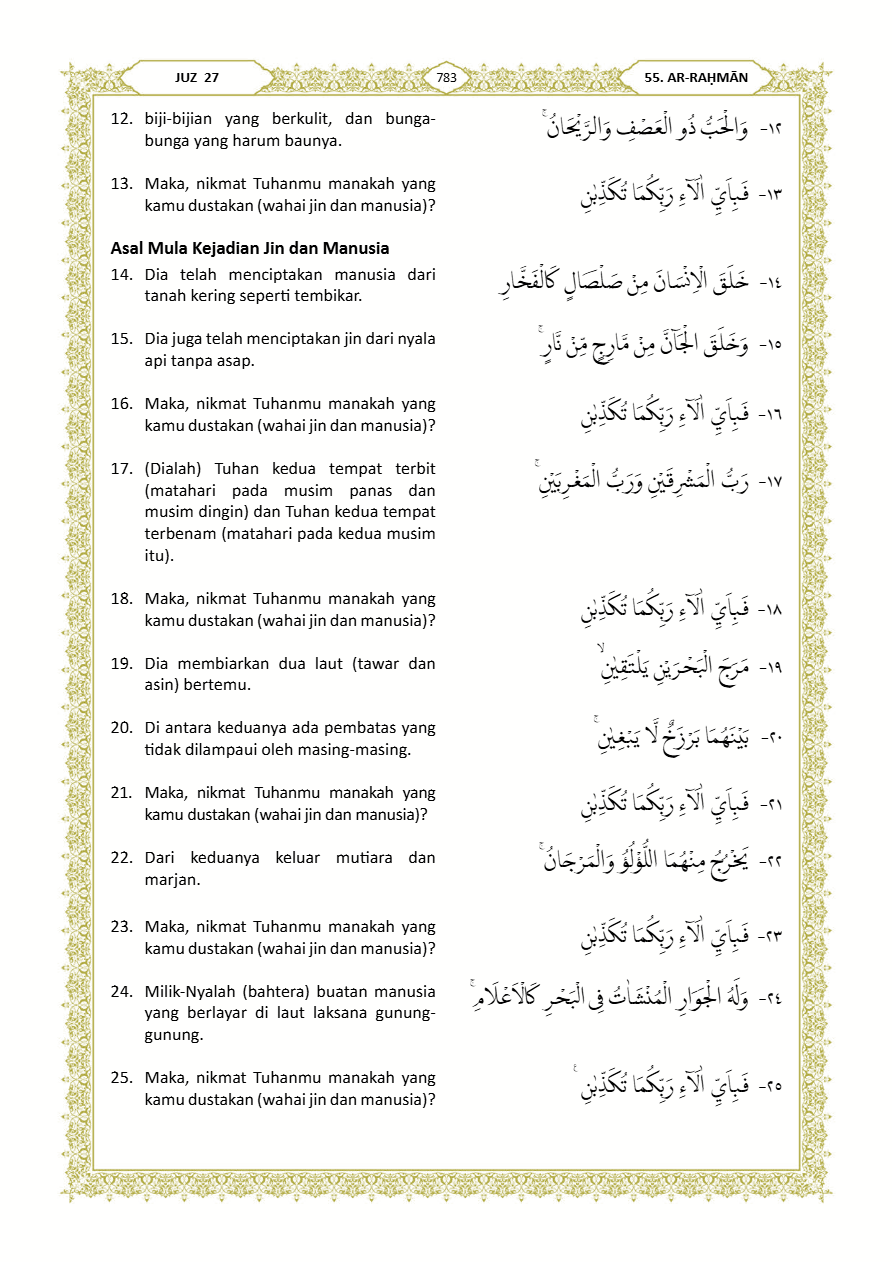 JUZ 27
783
55. AR-RAḤMĀN
12. biji-bijian yang berkulit, dan bunga-
bunga yang harum baunya.
١٢- وَالْحَبُّ ذُو الْعَصْفِ وَالرَّيْحَانُۚ
13. Maka, nikmat Tuhanmu manakah yang
kamu dustakan (wahai jin dan manusia)?
١٣- فَبِاَيِّ اٰلَاۤءِ رَبِّكُمَا تُكَذِّبٰنِ
Asal Mula Kejadian Jin dan Manusia
14. Dia telah menciptakan manusia dari
tanah kering seperti tembikar.
١٤- خَلَقَ الْاِنْسَانَ مِنْ صَلْصَالٍ كَالْفَخَّارِ
15. Dia juga telah menciptakan jin dari nyala
api tanpa asap.
١٥- وَخَلَقَ الْجَاۤنَّ مِنْ مَّارِجٍ مِّنْ نَّارٍۚ
16. Maka, nikmat Tuhanmu manakah yang
kamu dustakan (wahai jin dan manusia)?
١٦- فَبِاَيِّ اٰلَاۤءِ رَبِّكُمَا تُكَذِّبٰنِ
17. (Dialah) Tuhan kedua tempat terbit
(matahari pada musim panas dan
musim dingin) dan Tuhan kedua tempat
terbenam (matahari pada kedua musim
itu).
١٧- رَبُّ الْمَشْرِقَيْنِ وَرَبُّ الْمَغْرِبَيْنِۚ
18. Maka, nikmat Tuhanmu manakah yang
kamu dustakan (wahai jin dan manusia)?
١٨- فَبِاَيِّ اٰلَاۤءِ رَبِّكُمَا تُكَذِّبٰنِ
19. Dia membiarkan dua laut (tawar dan
asin) bertemu.
١٩- مَرَجَ الْبَحْرَيْنِ يَلْتَقِيٰنِۙ
20. Di antara keduanya ada pembatas yang
tidak dilampaui oleh masing-masing.
٢٠- بَيْنَهُمَا بَرْزَخٌ لَّا يَبْغِيٰنِۚ
21. Maka, nikmat Tuhanmu manakah yang
kamu dustakan (wahai jin dan manusia)?
٢١- فَبِاَيِّ اٰلَاۤءِ رَبِّكُمَا تُكَذِّبٰنِ
22. Dari keduanya keluar mutiara dan
marjan.
٢٢- يَخْرُجُ مِنْهُمَا اللُّؤْلُؤُ وَالْمَرْجَانُۚ
23. Maka, nikmat Tuhanmu manakah yang
kamu dustakan (wahai jin dan manusia)?
٢٣- فَبِاَيِّ اٰلَاۤءِ رَبِّكُمَا تُكَذِّبٰنِ
24. Milik-Nyalah (bahtera) buatan manusia
yang berlayar di laut laksana gunung-
gunung.
٢٤- وَلَهُ الْجَوَارِ الْمُنْشَاٰتُ فِى الْبَحْرِ كَالْاَعْلَامِۚ
25. Maka, nikmat Tuhanmu manakah yang
kamu dustakan (wahai jin dan manusia)?
٢٥- فَبِاَيِّ اٰلَاۤءِ رَبِّكُمَا تُكَذِّبٰنِ ࣖ